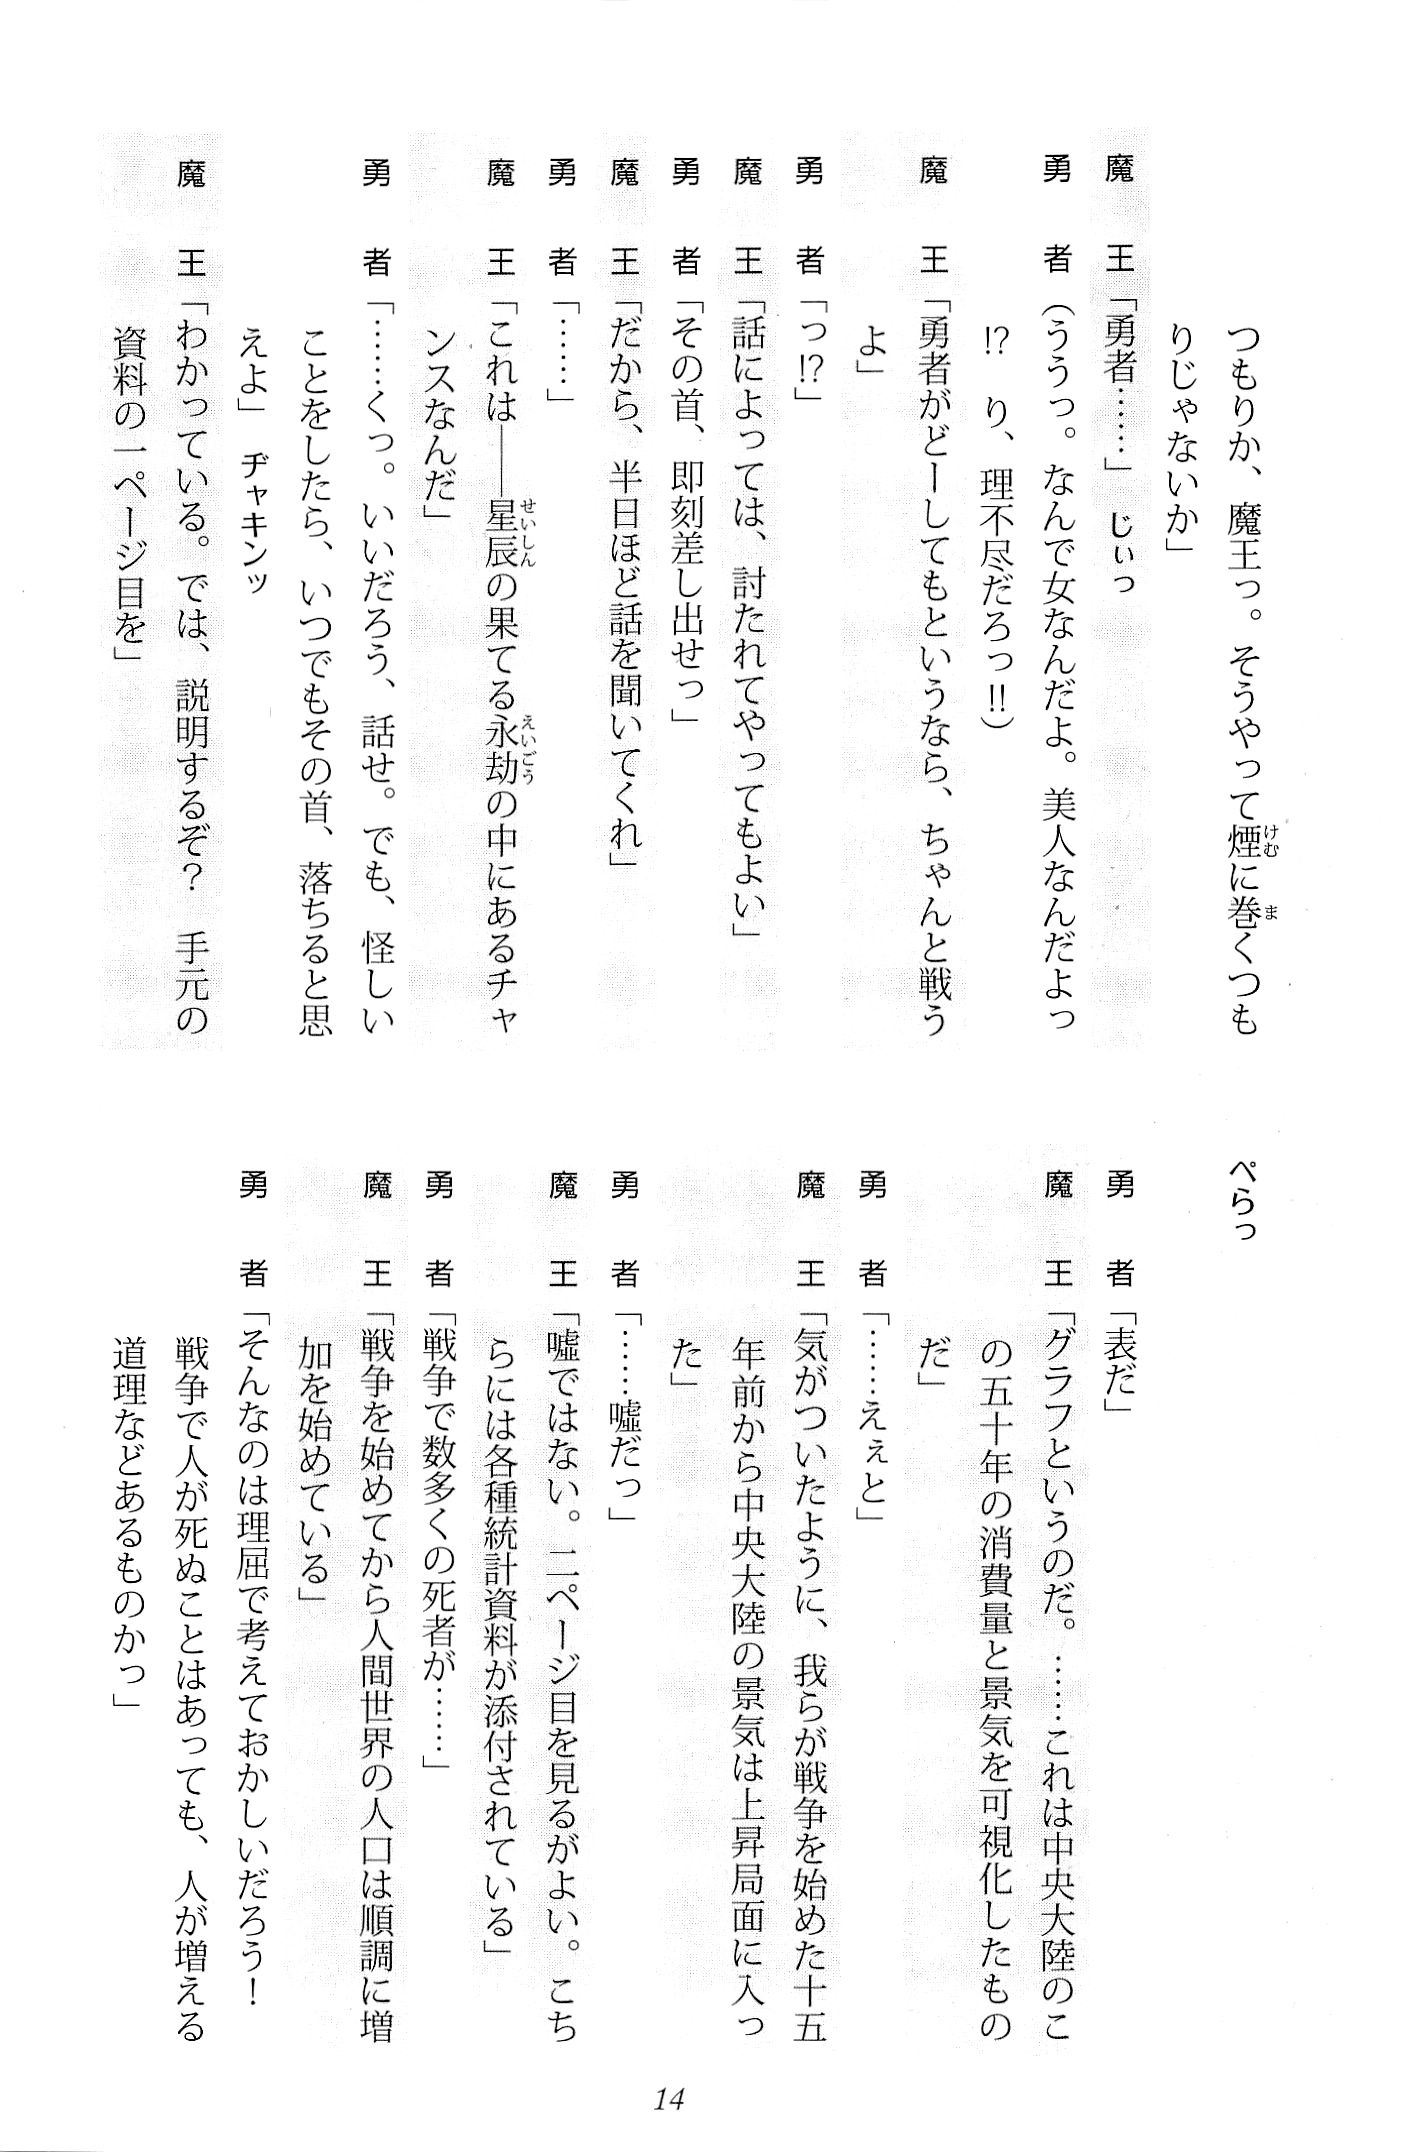 つもりか、魔王っ。そうやって煙に巻くつも
りじゃないか」
魔王「勇者……」 じぃっ
勇者（ううっ。なんで女なんだよ。美人なんだよっ
!? り、理不尽だろっ!!）
魔王「勇者がどーしてもというなら、ちゃんと戦う
よ」
勇者「っ!?」
魔王「話によっては、討たれてやってもよい」
勇者「その首、即刻差し出せっ」
魔王「だから、半日ほど話を聞いてくれ」
勇者「……」
魔王「これは――星辰の果てる永劫の中にあるチャ
ンスなんだ」
勇者「……くっ。いいだろう、話せ。でも、怪しい
ことをしたら、いつでもその首、落ちると思
えよ」 ヂャキンッ
魔王「わかっている。では、説明するぞ？ 手元の
資料の一ページ目を」
ぺらっ
勇者「表だ」
魔王「グラフというのだ。……これは中央大陸のこ
の五十年の消費量と景気を可視化したもの
だ」
勇者「……えぇと」
魔王「気がついたように、我らが戦争を始めた十五
年前から中央大陸の景気は上昇局面に入っ
た」
勇者「……嘘だっ」
魔王「嘘ではない。二ページ目を見るがよい。こち
らには各種統計資料が添付されている」
勇者「戦争で数多くの死者が……」
魔王「戦争を始めてから人間世界の人口は順調に増
加を始めている」
勇者「そんなのは理屈で考えておかしいだろう！
戦争で人が死ぬことはあっても、人が増える
道理などあるものかっ」
14